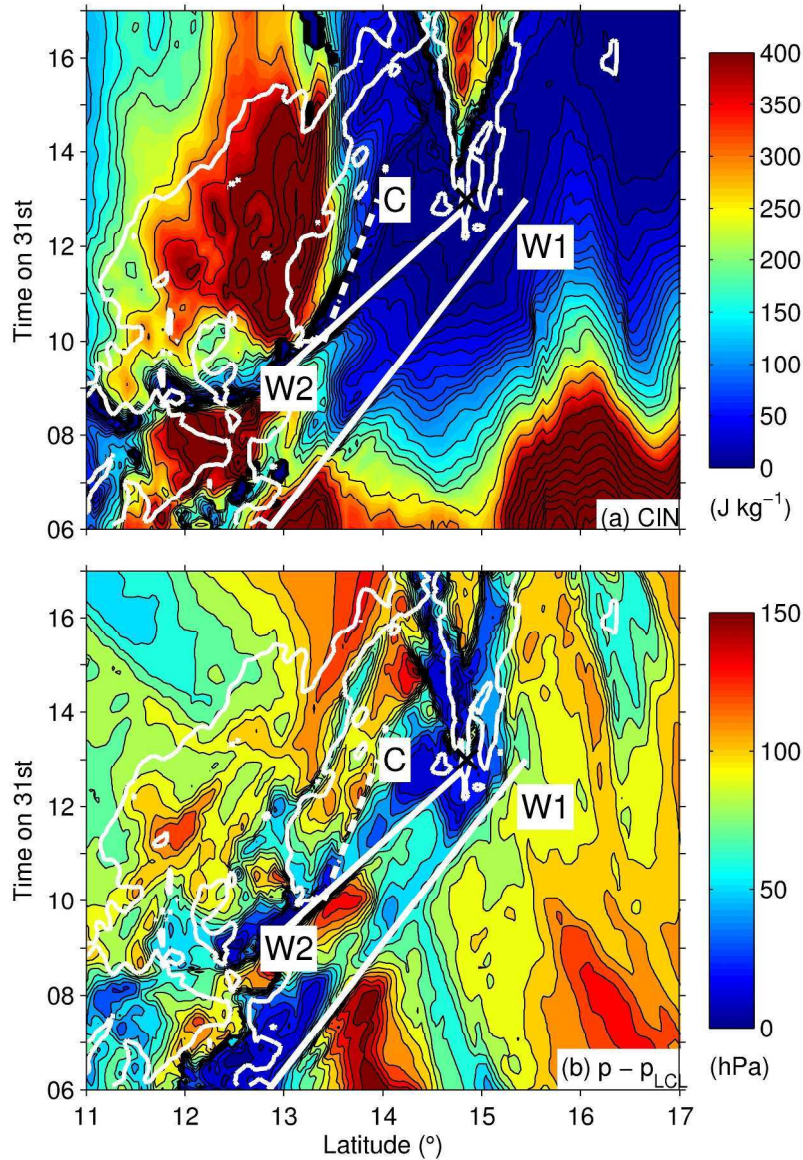 16
14
12
10
08
06
Time on 31st
C
W1
W2
(a) CIN
400
350
300
250
200
150
100
50
0
(J kg⁻¹)
16
14
12
10
08
06
Time on 31st
C
W1
W2
(b) p − p_LCL
11 12 13 14 15 16 17
Latitude (°)
150
100
50
0
(hPa)